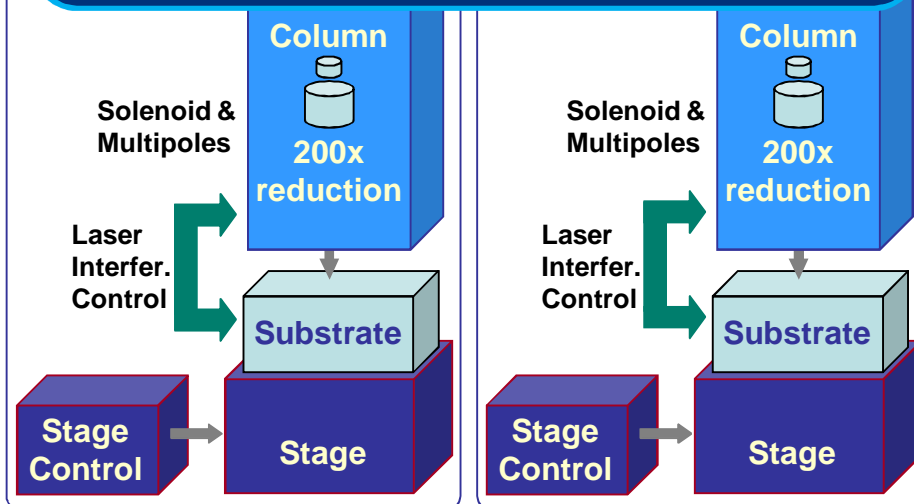 Column
Solenoid &
Multipoles
200x
reduction
Laser
Interfer.
Control
Substrate
Stage
Control
Stage
Column
Solenoid &
Multipoles
200x
reduction
Laser
Interfer.
Control
Substrate
Stage
Control
Stage